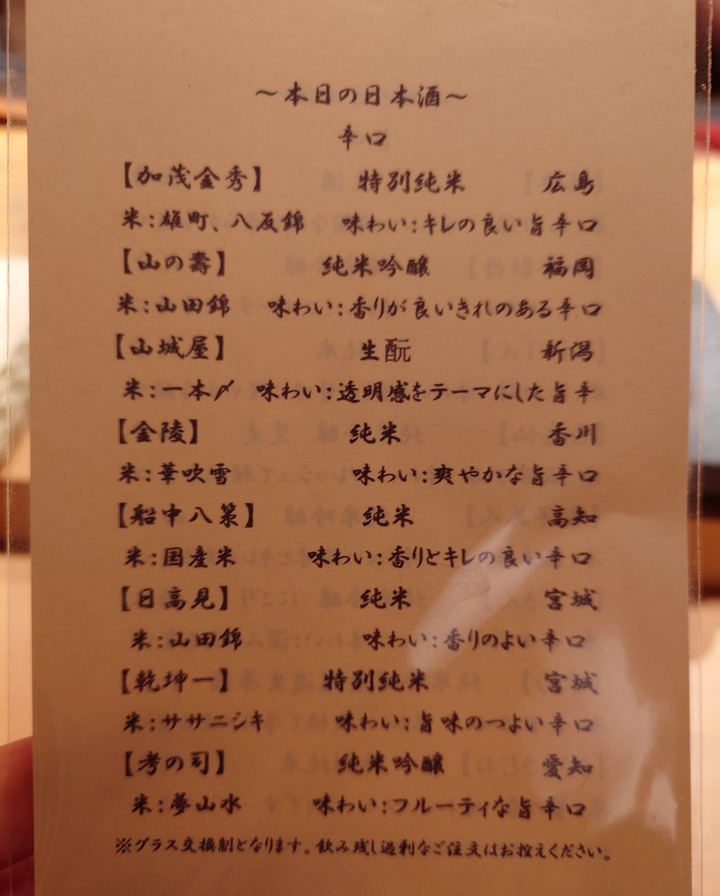 ～本日の日本酒～
辛口
【加茂金秀】 特別純米 広島
米：雄町、八反錦 味わい：キレの良い旨辛口
【山の壽】 純米吟醸 福岡
米：山田錦 味わい：香りが良いきれのある辛口
【山城屋】 生酛 新潟
米：一本〆 味わい：透明感をテーマにした旨辛
【金陵】 純米 香川
米：華吹雪 味わい：爽やかな旨辛口
【船中八策】 純米 高知
米：国産米 味わい：香りとキレの良い辛口
【日高見】 純米 宮城
米：山田錦 味わい：香りのよい辛口
【乾坤一】 特別純米 宮城
米：ササニシキ 味わい：旨味のつよい辛口
【考の司】 純米吟醸 愛知
米：夢山水 味わい：フルーティな旨辛口
※グラス交換制となります。飲み残し過剰なご注文はお控えください。